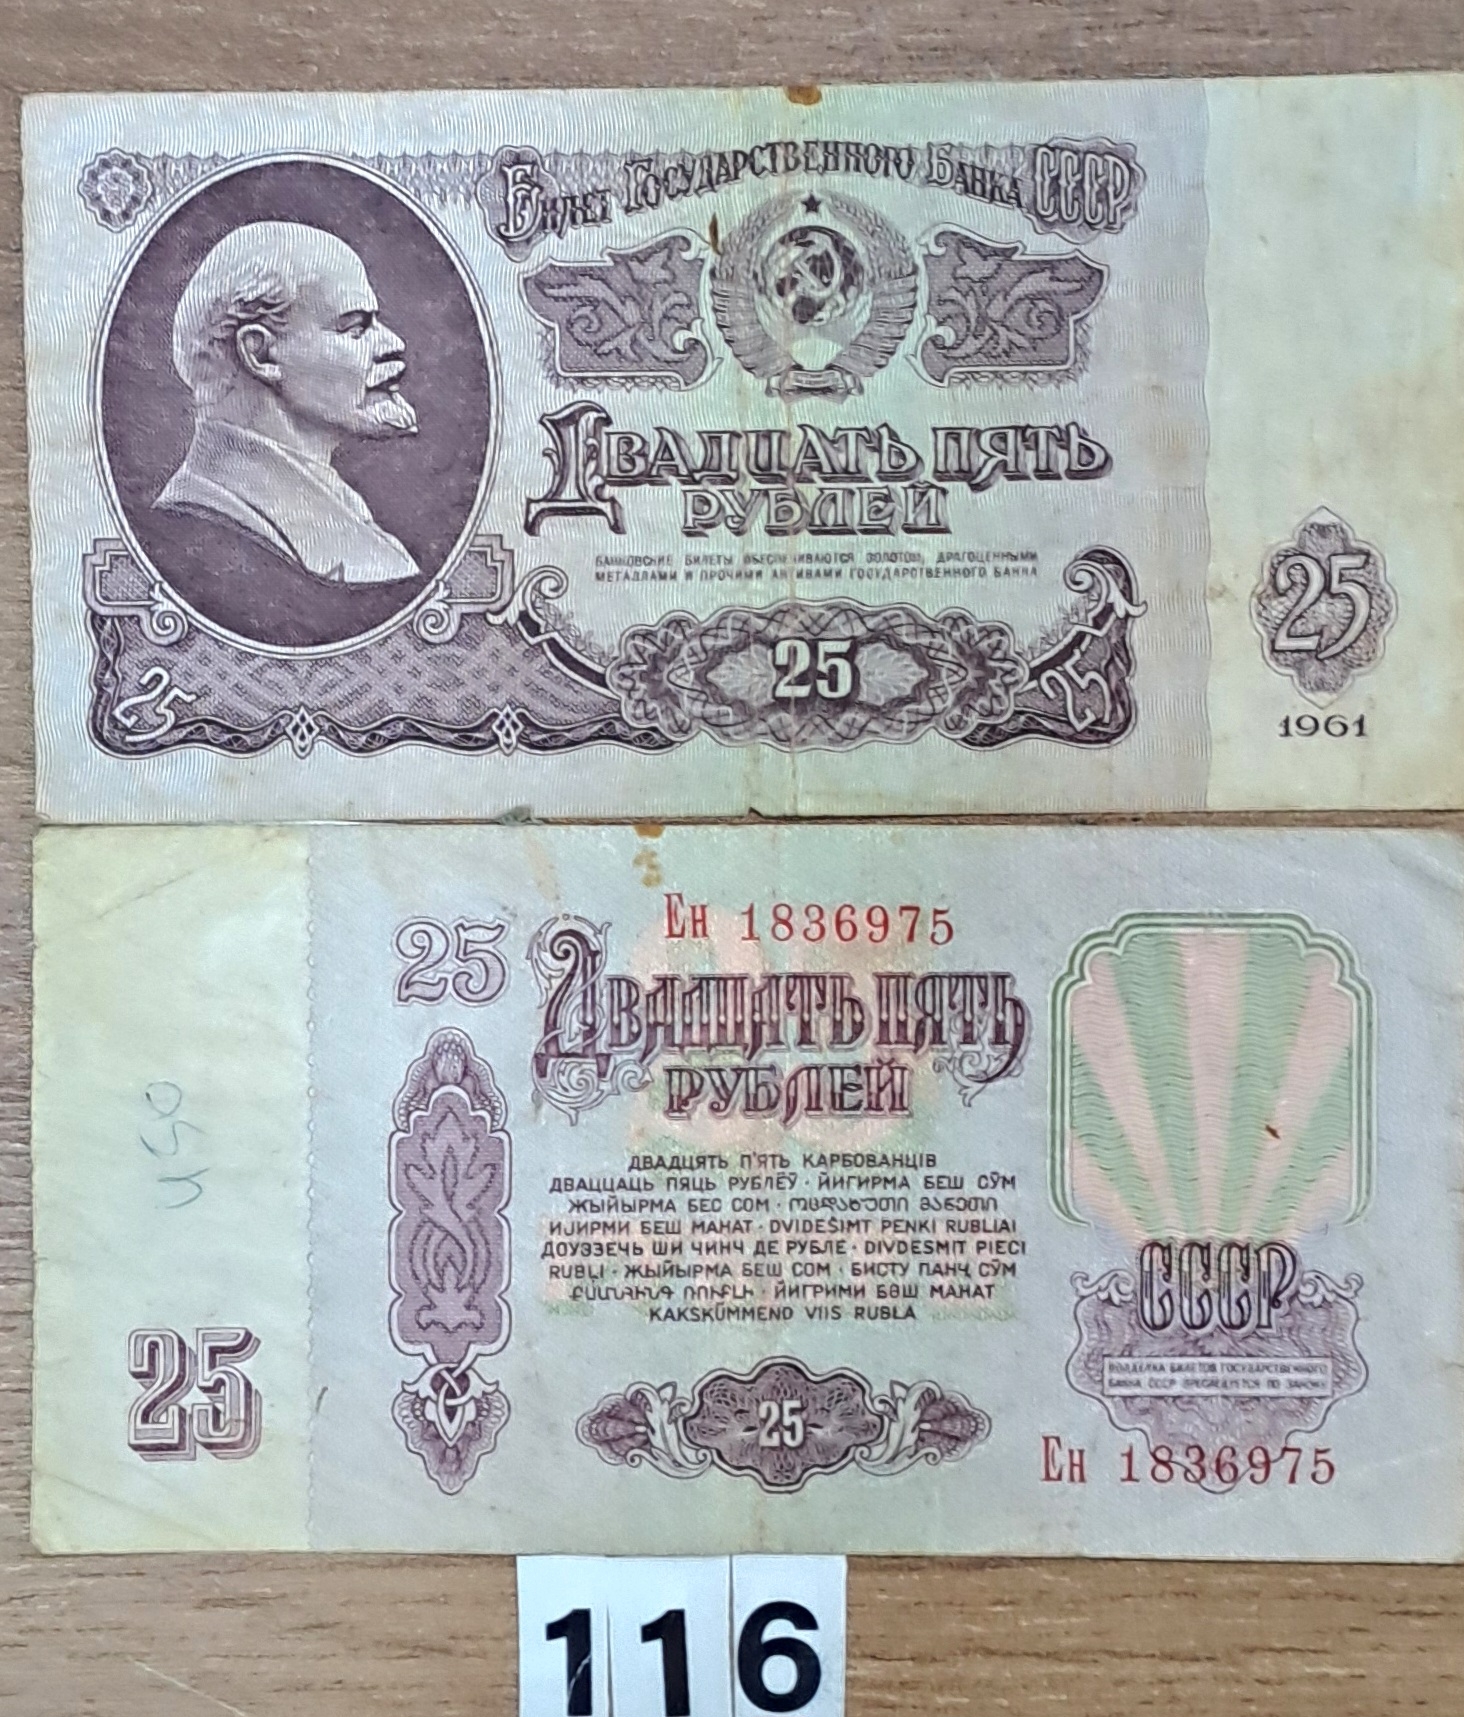 Билет Государственного Банка СССР
Двадцать пять
рублей
БАНКОВСКИЕ БИЛЕТЫ ОБЕСПЕЧИВАЮТСЯ ЗОЛОТОМ, ДРАГОЦЕННЫМИ
МЕТАЛЛАМИ И ПРОЧИМИ АКТИВАМИ ГОСУДАРСТВЕННОГО БАНКА
25
25
25
25
1961
Ен 1836975
25
Двадцать пять
рублей
ДВАДЦЯТЬ П'ЯТЬ КАРБОВАНЦІВ
ДВАЦЦАЦЬ ПЯЦЬ РУБЛЁЎ · ЙИГИРМА БЕШ СЎМ
ЖЫЙЫРМА БЕС СОМ · ᲝᲪᲓᲐᲮᲣᲗᲘ ᲛᲐᲜᲔᲗᲘ
ИЈИРМИ БЕШ МАНАТ · DVIDEŠIMT PENKI RUBLIAI
ДОУЭЗЕЧЬ ШИ ЧИНЧ ДЕ РУБЛЕ · DIVDESMIT PIECI
RUBĻI · ЖЫЙЫРМА БЕШ СОМ · БИСТУ ПАНҶ СӮМ
ՔՍԱՆՀԻՆԳ ՌՈՒԲԼԻ · ЙИГРИМИ БӘШ МАНАТ
KAKSKÜMMEND VIIS RUBLA
25
25
450
СССР
ПОДДЕЛКА БИЛЕТОВ ГОСУДАРСТВЕННОГО
БАНКА СССР ПРЕСЛЕДУЕТСЯ ПО ЗАКОНУ
Ен 1836975
116